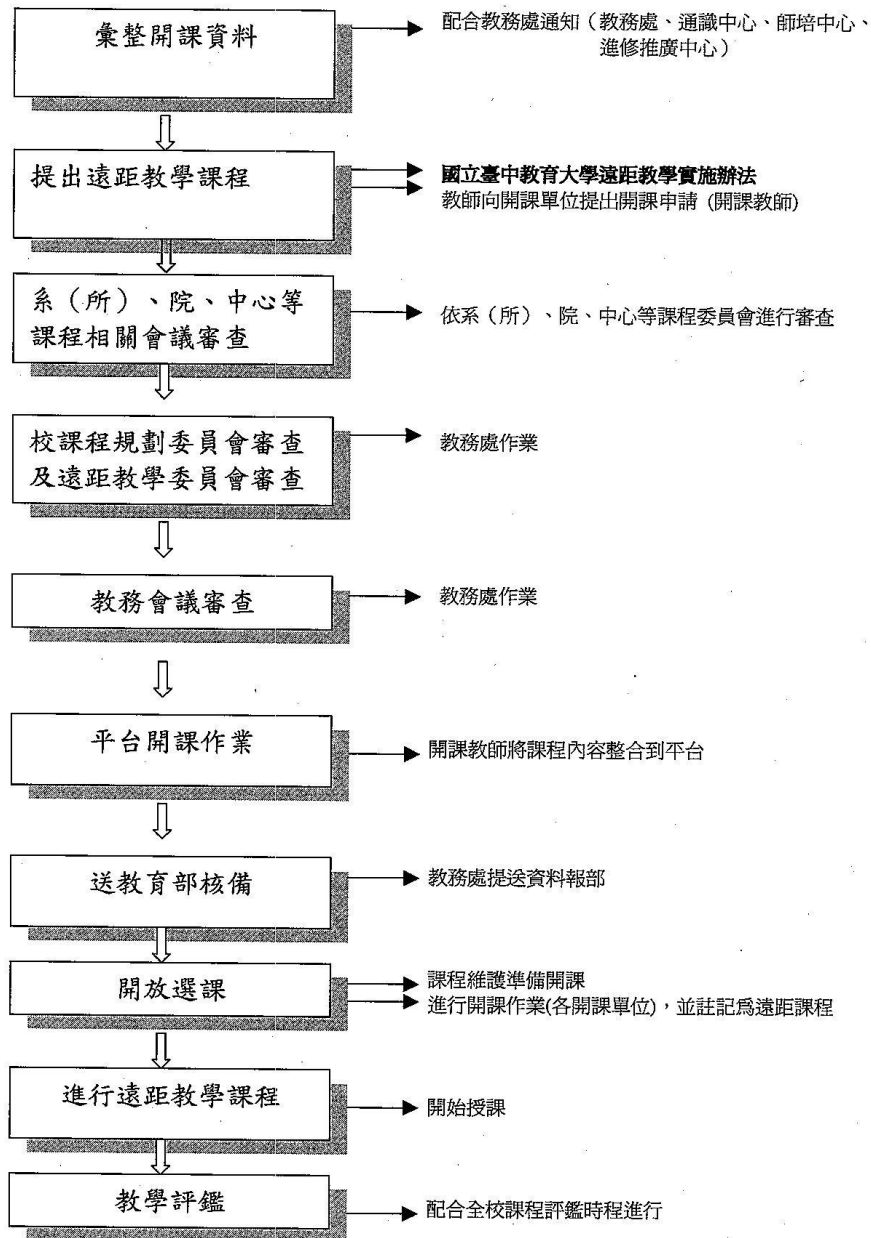 彙整開課資料
配合教務處通知（教務處、通識中心、師培中心、
進修推廣中心）
提出遠距教學課程
國立臺中教育大學遠距教學實施辦法
教師向開課單位提出開課申請 (開課教師)
系（所）、院、中心等
課程相關會議審查
依系（所）、院、中心等課程委員會進行審查
校課程規劃委員會審查
及遠距教學委員會審查
教務處作業
教務會議審查
教務處作業
平台開課作業
開課教師將課程內容整合到平台
送教育部核備
教務處提送資料報部
開放選課
課程維護準備開課
進行開課作業(各開課單位)，並註記為遠距課程
進行遠距教學課程
開始授課
教學評鑑
配合全校課程評鑑時程進行